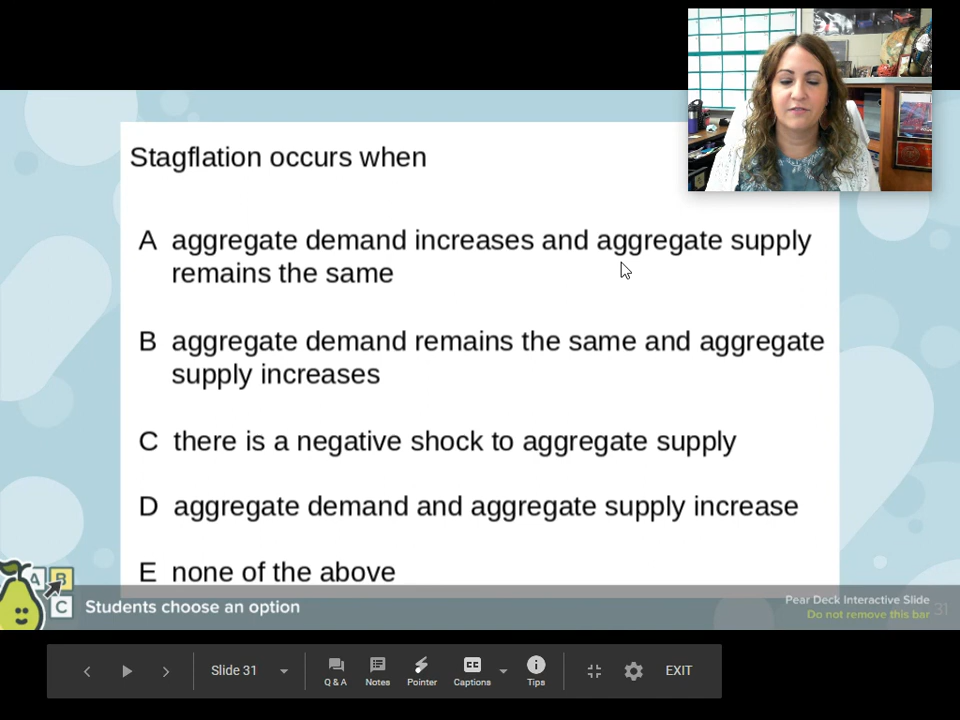 Stagflation occurs when
A aggregate demand increases and aggregate supply
remains the same
B aggregate demand remains the same and aggregate
supply increases
C there is a negative shock to aggregate supply
D aggregate demand and aggregate supply increase
E none of the above
A B
C
Students choose an option
Pear Deck Interactive Slide
Do not remove this bar
31
Slide 31
Q & A
Notes
Pointer
CC
Captions
Tips
EXIT